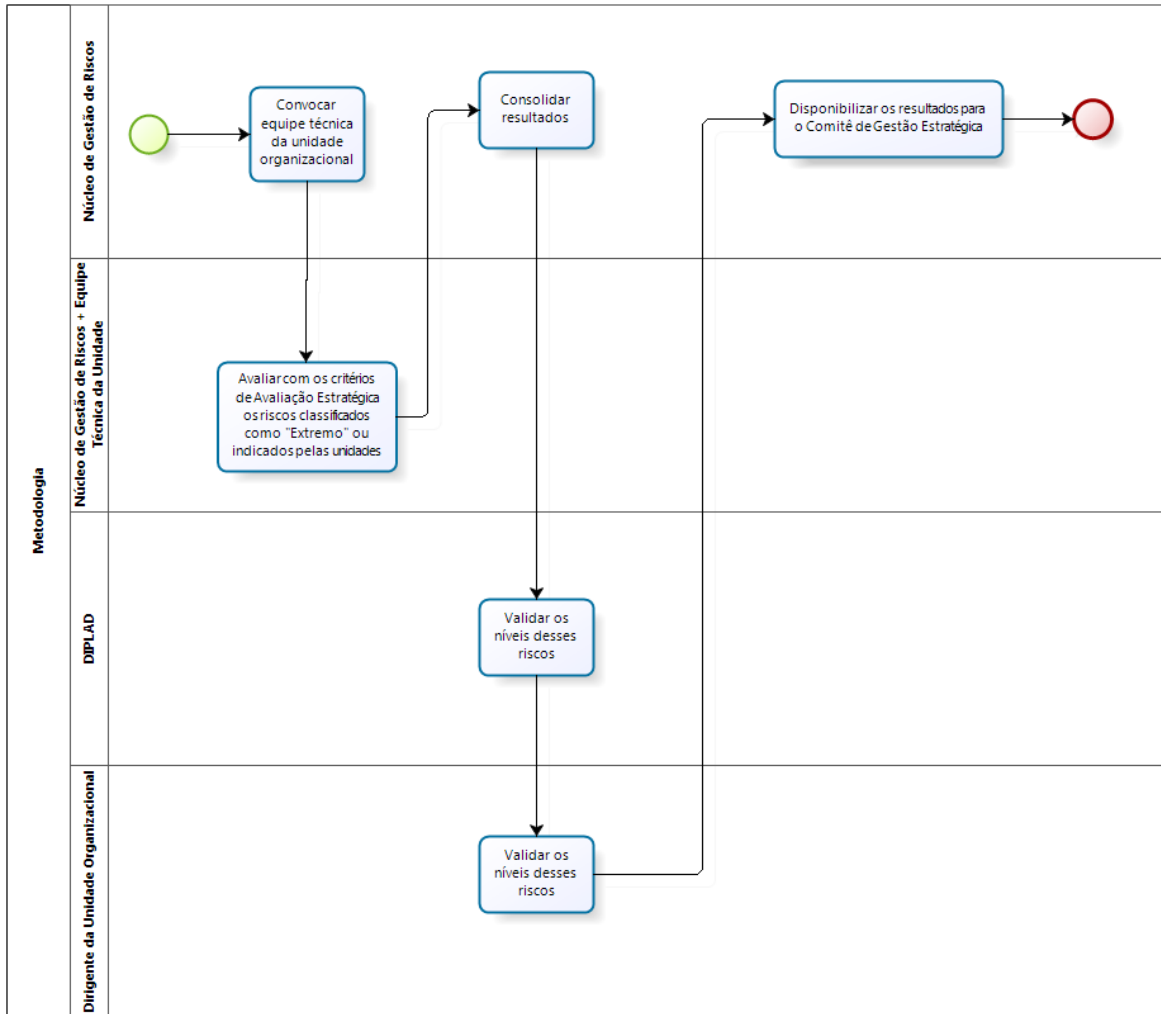 Metodologia
Núcleo de Gestão de Riscos
Convocar
equipe técnica
da unidade
organizacional
Consolidar
resultados
Disponibilizar os resultados para
o Comitê de Gestão Estratégica
Núcleo de Gestão de Riscos + Equipe
Técnica da Unidade
Avaliar com os critérios
de Avaliação Estratégica
os riscos classificados
como "Extremo" ou
indicados pelas unidades
DIPLAD
Validar os
níveis desses
riscos
Dirigente da Unidade Organizacional
Validar os
níveis desses
riscos